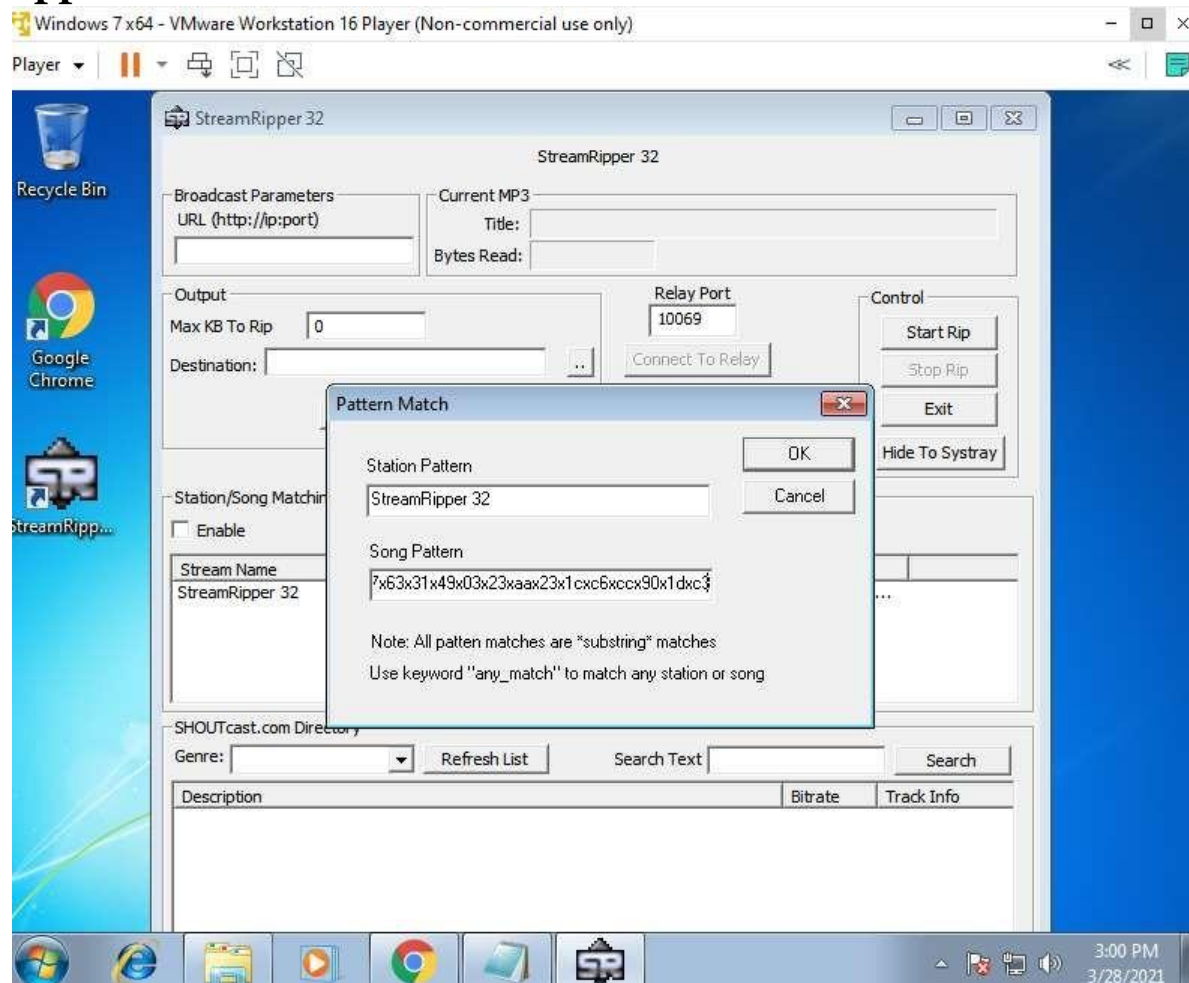 Windows 7 x64 - VMware Workstation 16 Player (Non-commercial use only)
Player
StreamRipper 32
StreamRipper 32
Recycle Bin
Broadcast Parameters
URL (http://ip:port)
Current MP3
Title:
Bytes Read:
Output
Max KB To Rip 0
Destination: ..
Relay Port
10069
Connect To Relay
Control
Start Rip
Stop Rip
Exit
Hide To Systray
Google
Chrome
Pattern Match
Station Pattern
StreamRipper 32
OK
Cancel
Song Pattern
7x63x31x49x03x23xaax23x1cxc6xccx90x1dxc3
Note: All patten matches are *substring* matches
Use keyword "any_match" to match any station or song
StreamRipp...
Station/Song Matchin
Enable
Stream Name
StreamRipper 32
...
SHOUTcast.com Directory
Genre: Refresh List Search Text Search
Description Bitrate Track Info
3:00 PM
3/28/2021